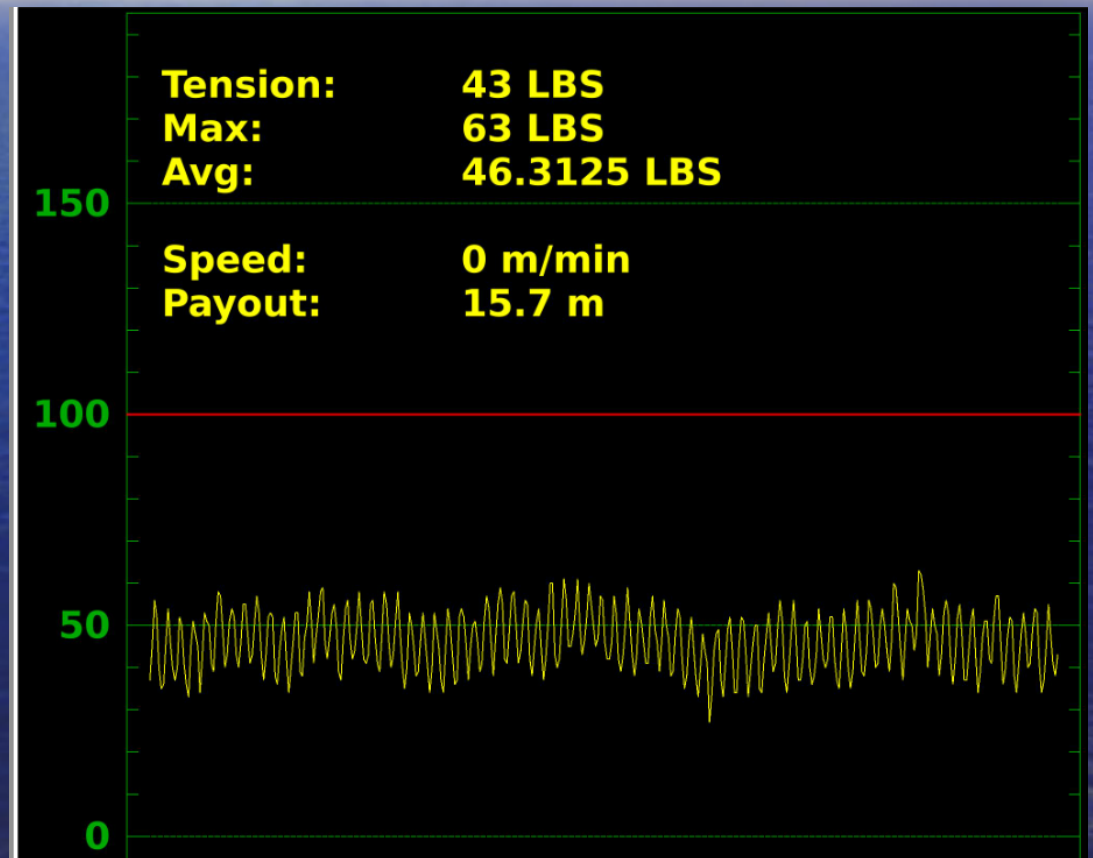 Tension: 43 LBS
Max: 63 LBS
Avg: 46.3125 LBS
150
Speed: 0 m/min
Payout: 15.7 m
100
50
0